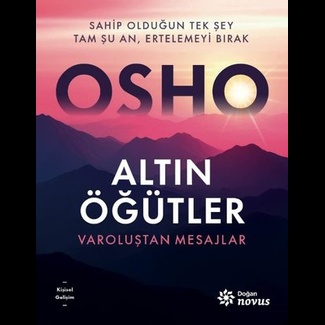 SAHİP OLDUĞUN TEK ŞEY
TAM ŞU AN, ERTELEMEYİ BIRAK
OSHO
ALTIN
ÖĞÜTLER
VAROLUŞTAN MESAJLAR
Kişisel
Gelişim
Doğan
novus